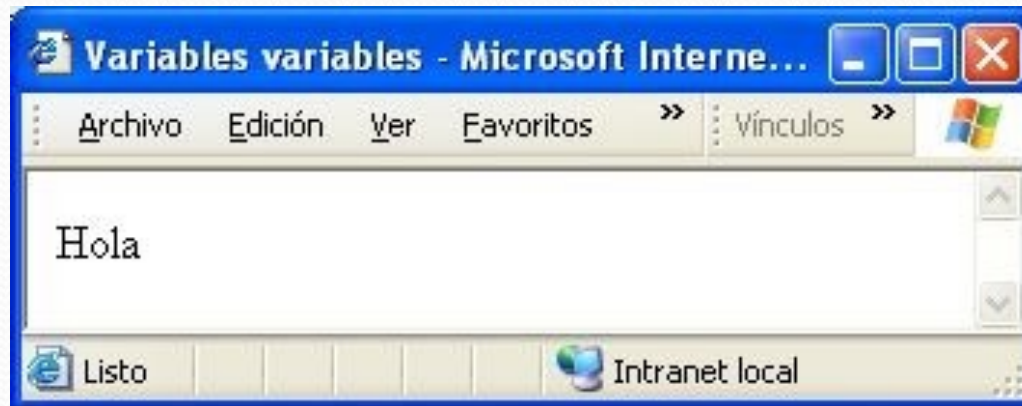 Variables variables - Microsoft Interne...
Archivo Edición Ver Favoritos » Vínculos »
Hola
Listo Intranet local